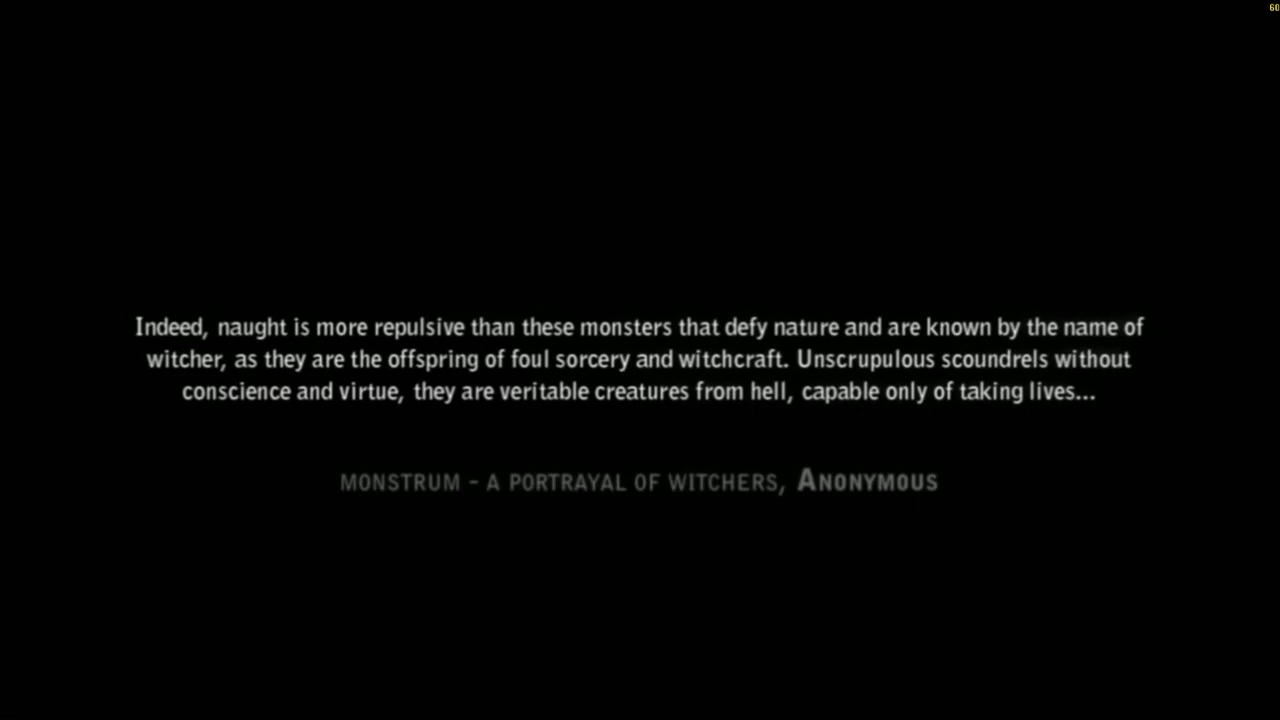 60
Indeed, naught is more repulsive than these monsters that defy nature and are known by the name of
witcher, as they are the offspring of foul sorcery and witchcraft. Unscrupulous scoundrels without
conscience and virtue, they are veritable creatures from hell, capable only of taking lives...
MONSTRUM - A PORTRAYAL OF WITCHERS, ANONYMOUS